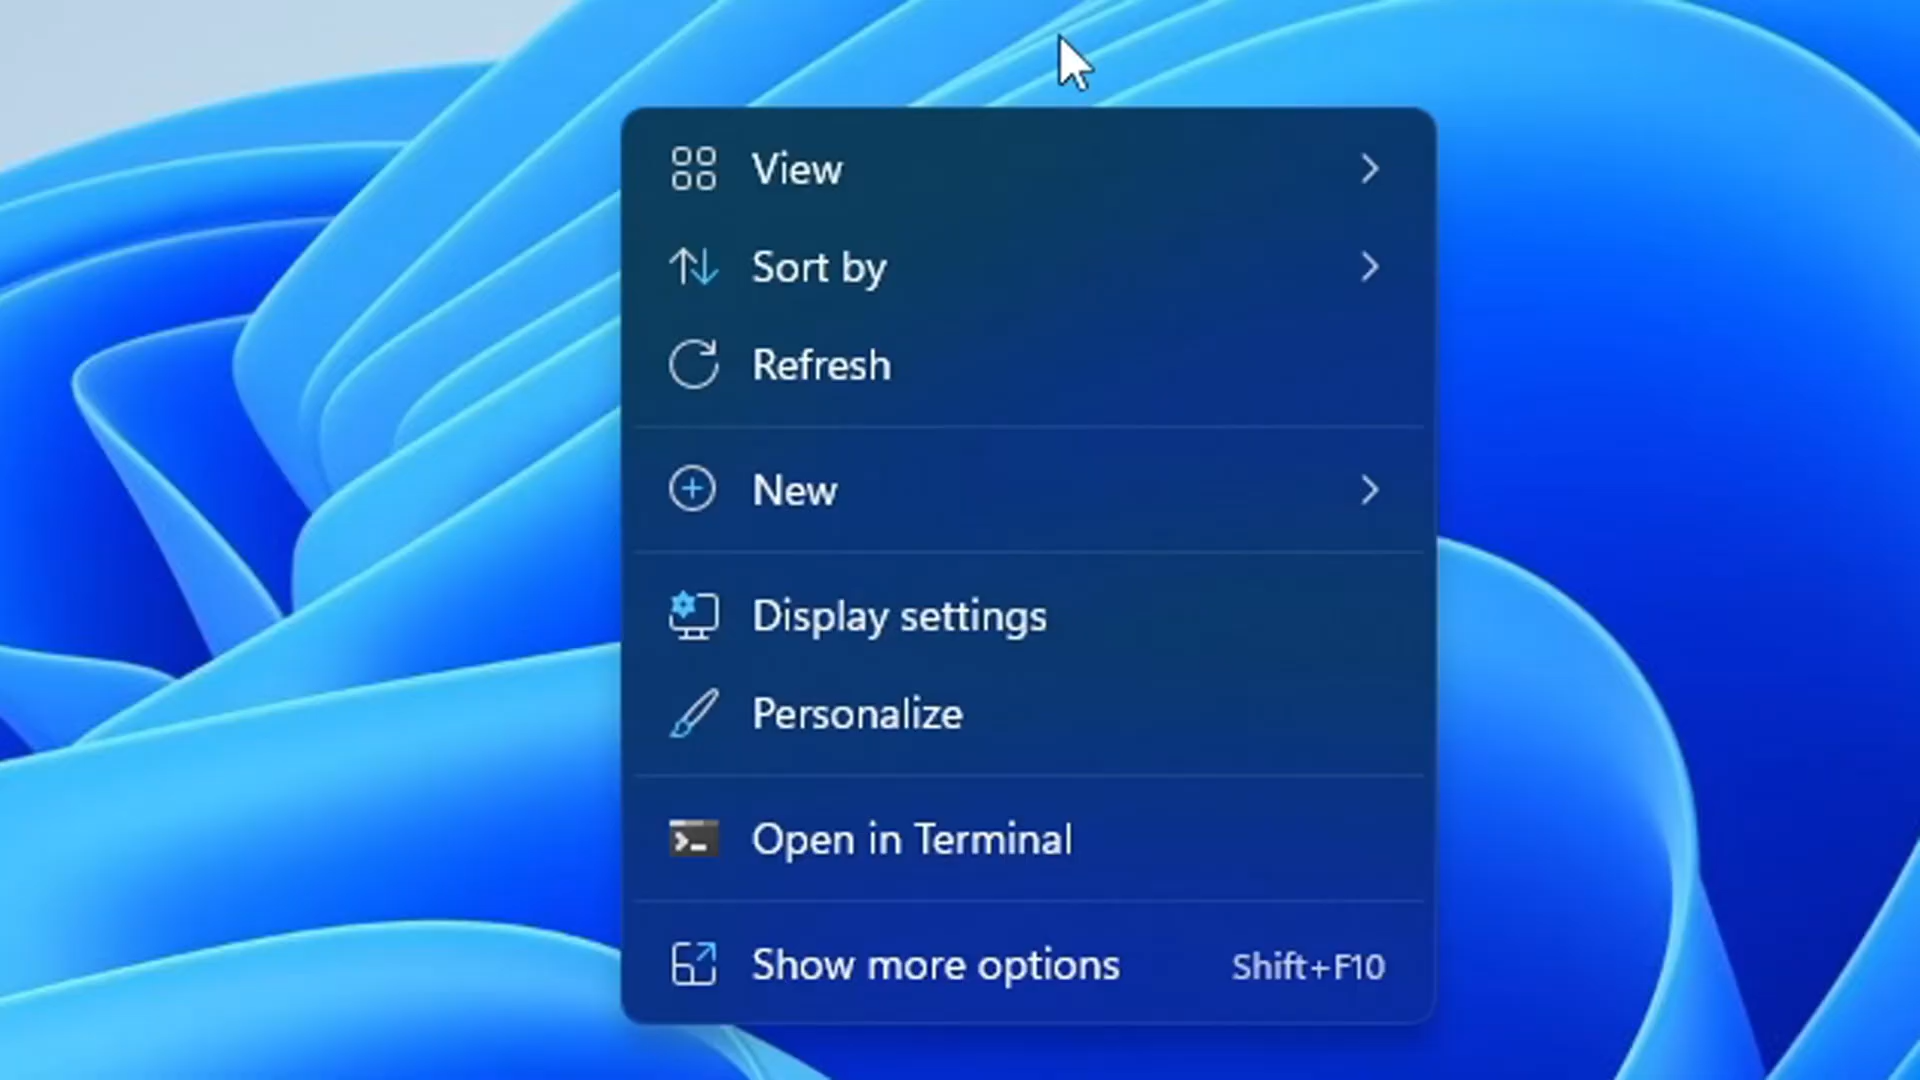 View
Sort by
Refresh
New
Display settings
Personalize
Open in Terminal
Show more options Shift+F10